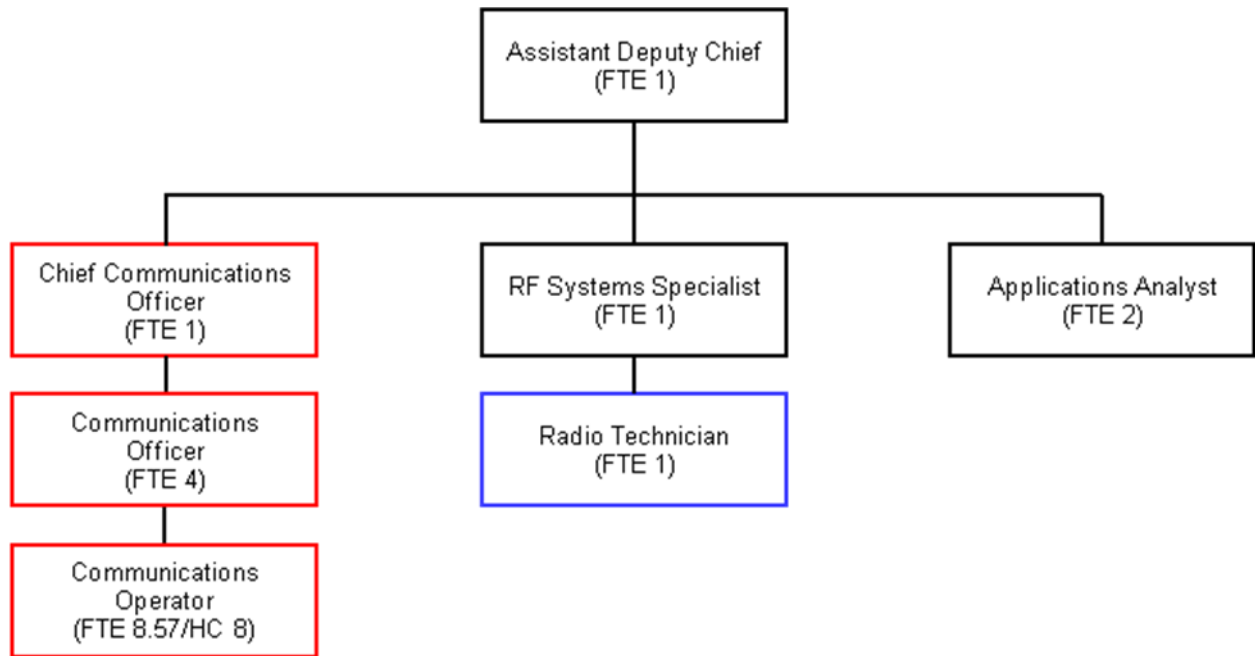 Assistant Deputy Chief
(FTE 1)
Chief Communications
Officer
(FTE 1)
RF Systems Specialist
(FTE 1)
Applications Analyst
(FTE 2)
Communications
Officer
(FTE 4)
Radio Technician
(FTE 1)
Communications
Operator
(FTE 8.57/HC 8)